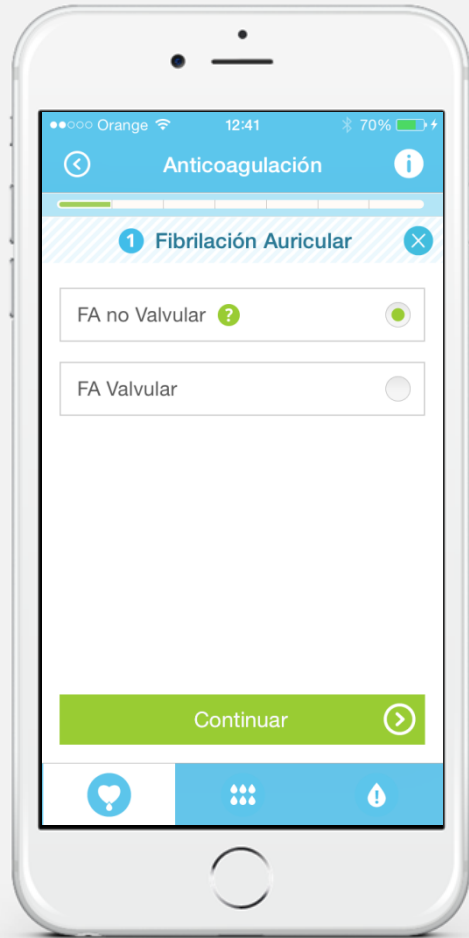 Orange 12:41 70%
Anticoagulación i
1 Fibrilación Auricular
FA no Valvular ?
FA Valvular
Continuar